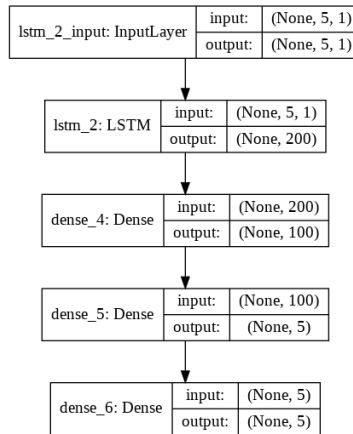 lstm_2_input: InputLayer
input: (None, 5, 1)
output: (None, 5, 1)
lstm_2: LSTM
input: (None, 5, 1)
output: (None, 200)
dense_4: Dense
input: (None, 200)
output: (None, 100)
dense_5: Dense
input: (None, 100)
output: (None, 5)
dense_6: Dense
input: (None, 5)
output: (None, 5)